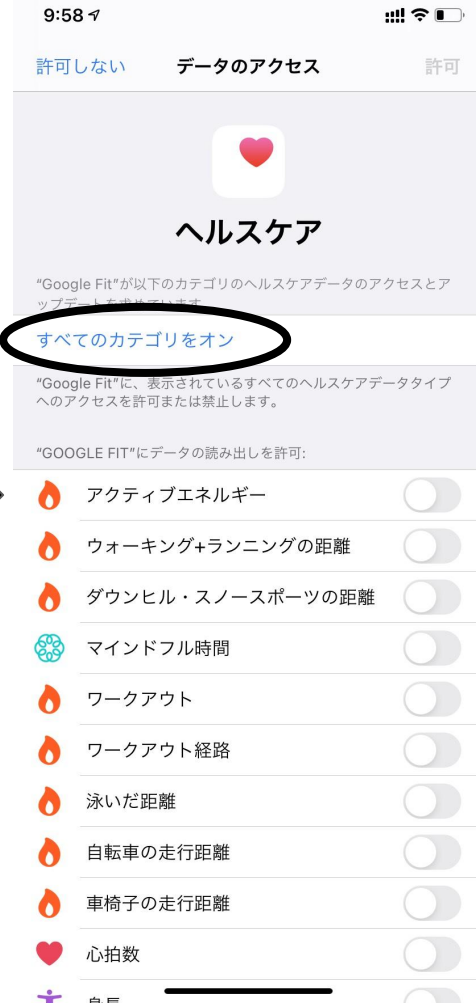 9:58
許可しない データのアクセス 許可
ヘルスケア
“Google Fit”が以下のカテゴリのヘルスケアデータのアクセスとア
ップデートを求めています。
すべてのカテゴリをオン
“Google Fit”に、表示されているすべてのヘルスケアデータタイプ
へのアクセスを許可または禁止します。
“GOOGLE FIT”にデータの読み出しを許可:
アクティブエネルギー
ウォーキング+ランニングの距離
ダウンヒル・スノースポーツの距離
マインドフル時間
ワークアウト
ワークアウト経路
泳いだ距離
自転車の走行距離
車椅子の走行距離
心拍数
身長